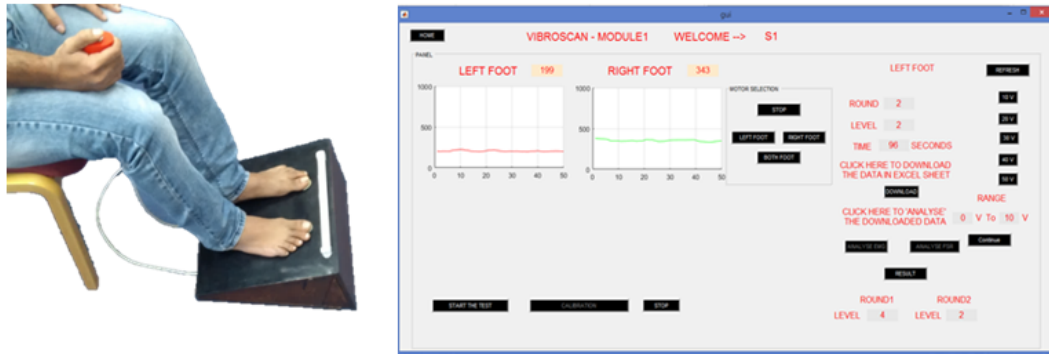 gui
HOME
VIBROSCAN - MODULE1 WELCOME --> S1
PANEL
LEFT FOOT 199
RIGHT FOOT 343
1000
500
0
0 10 20 30 40 50
1000
500
0
0 10 20 30 40 50
MOTOR SELECTION
STOP
LEFT FOOT RIGHT FOOT
BOTH FOOT
LEFT FOOT
REFRESH
ROUND 2
LEVEL 2
TIME 96 SECONDS
CLICK HERE TO DOWNLOAD
THE DATA IN EXCEL SHEET
DOWNLOAD
10 V
20 V
30 V
40 V
50 V
RANGE
CLICK HERE TO 'ANALYSE'
THE DOWNLOADED DATA
0 V To 10 V
ANALYSE EMG ANALYSE FSR Continue
RESULT
START THE TEST CALIBRATION STOP
ROUND1 ROUND2
LEVEL 4 LEVEL 2